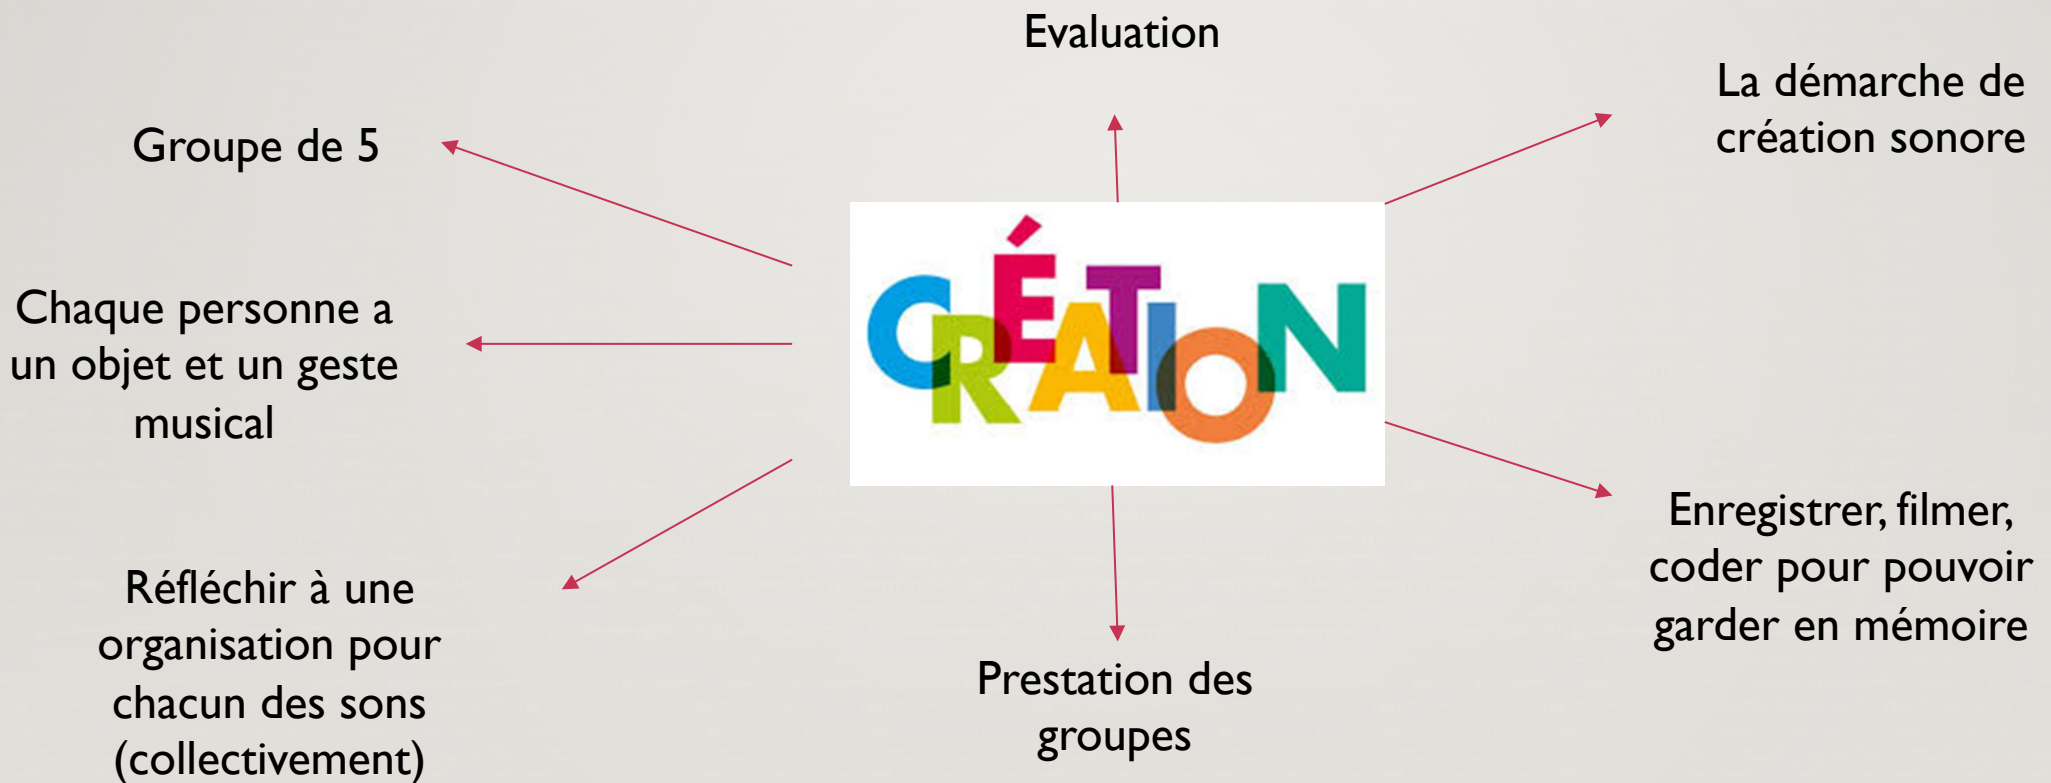 Evaluation
La démarche de
création sonore
Groupe de 5
CRÉATION
Chaque personne a
un objet et un geste
musical
Enregistrer, filmer,
coder pour pouvoir
garder en mémoire
Réfléchir à une
organisation pour
chacun des sons
(collectivement)
Prestation des
groupes